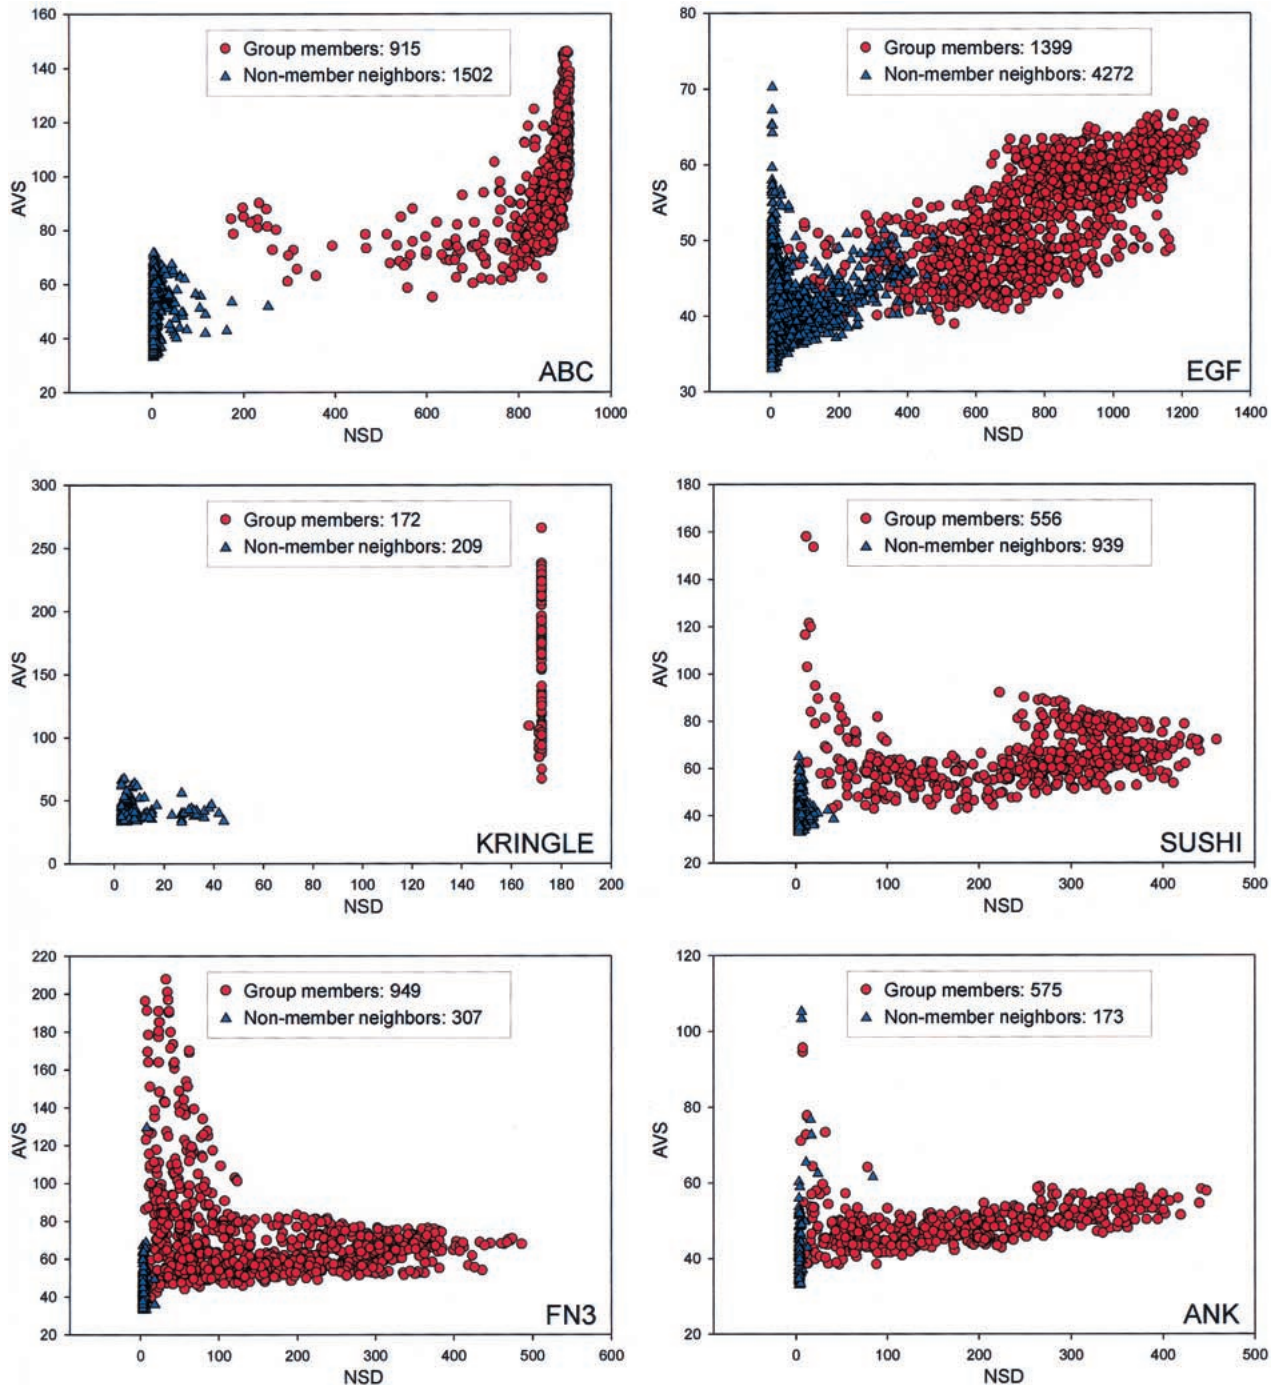 160
140
120
100
80
60
40
20
AVS
Group members: 915
Non-member neighbors: 1502
ABC
0 200 400 600 800 1000
NSD
80
70
60
50
40
30
AVS
Group members: 1399
Non-member neighbors: 4272
EGF
0 200 400 600 800 1000 1200 1400
NSD
300
250
200
150
100
50
0
AVS
Group members: 172
Non-member neighbors: 209
KRINGLE
0 20 40 60 80 100 120 140 160 180 200
NSD
180
160
140
120
100
80
60
40
20
AVS
Group members: 556
Non-member neighbors: 939
SUSHI
0 100 200 300 400 500
NSD
220
200
180
160
140
120
100
80
60
40
20
AVS
Group members: 949
Non-member neighbors: 307
FN3
0 100 200 300 400 500 600
NSD
120
100
80
60
40
20
AVS
Group members: 575
Non-member neighbors: 173
ANK
0 100 200 300 400 500
NSD